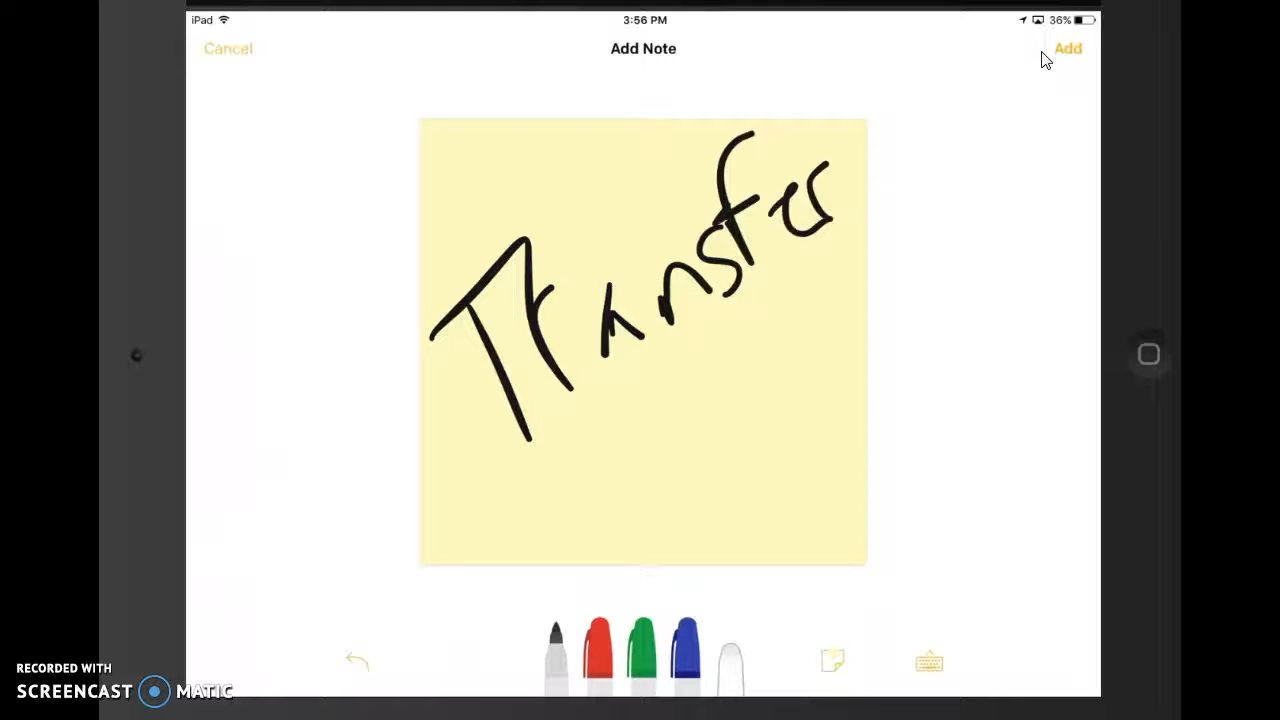 iPad 3:56 PM 36%
Cancel Add Note Add
Transfer
RECORDED WITH
SCREENCAST MATIC